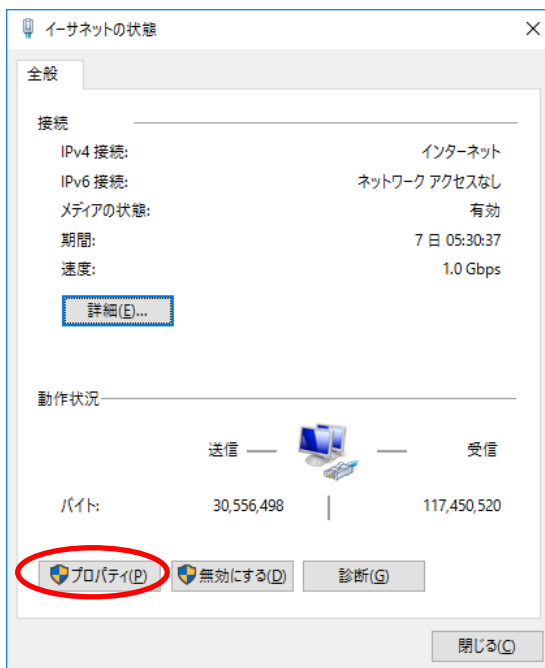 イーサネットの状態
全般
接続
IPv4 接続: インターネット
IPv6 接続: ネットワーク アクセスなし
メディアの状態: 有効
期間: 7 日 05:30:37
速度: 1.0 Gbps
詳細(E)...
動作状況
送信 受信
バイト: 30,556,498 117,450,520
プロパティ(P) 無効にする(D) 診断(G)
閉じる(C)